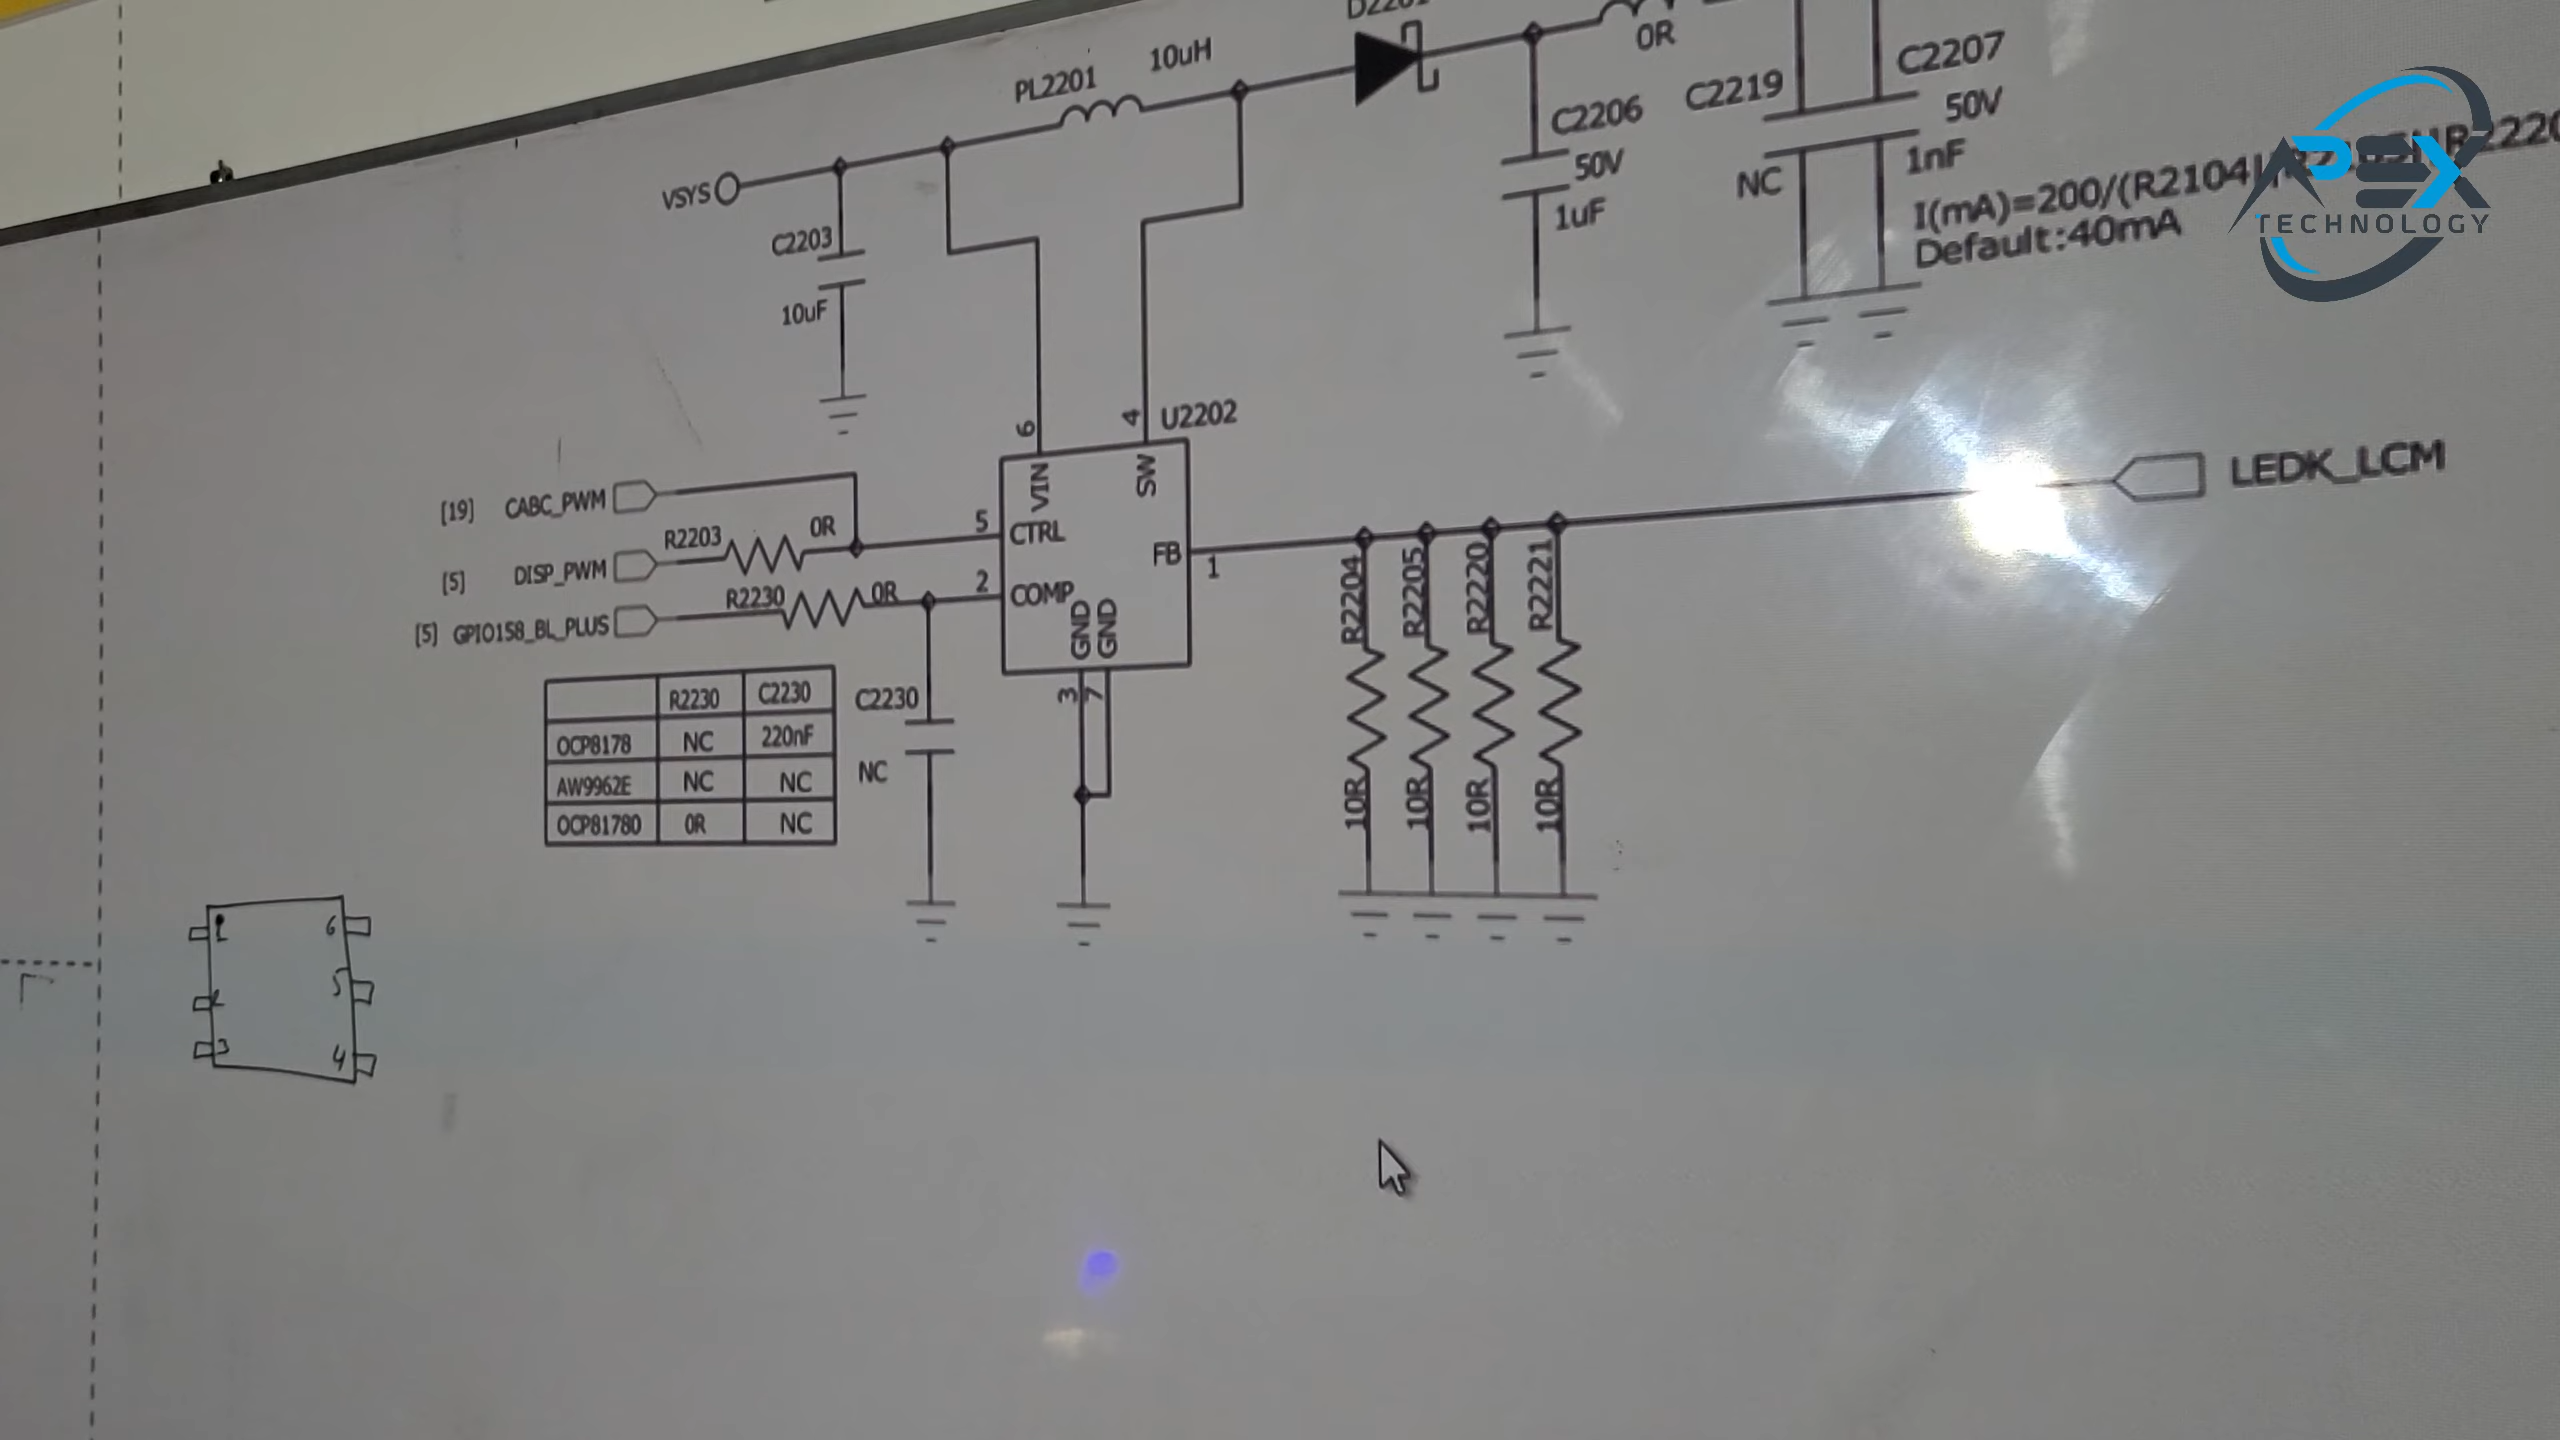 10uH
0R
PL2201
C2207
50V
1nF
C2219
NC
C2206
50V
1uF
VSYS
C2203
10uF
I(mA)=200/(R2104||
Default:40mA
APEX
TECHNOLOGY
6
4
U2202
VIN
SW
LEDK_LCM
[19] CABC_PWM
[5] DISP_PWM
R2203
0R
5
CTRL
[5] GPIO158_BL_PLUS
R2230
0R
2
COMP
FB
1
GND
GND
3
7
R2204
R2205
R2220
R2221
10R
10R
10R
10R
R2230 C2230
OCP8178 NC 220nF
AW9962E NC NC
OCP81780 0R NC
C2230
NC
1
6
5
3
4